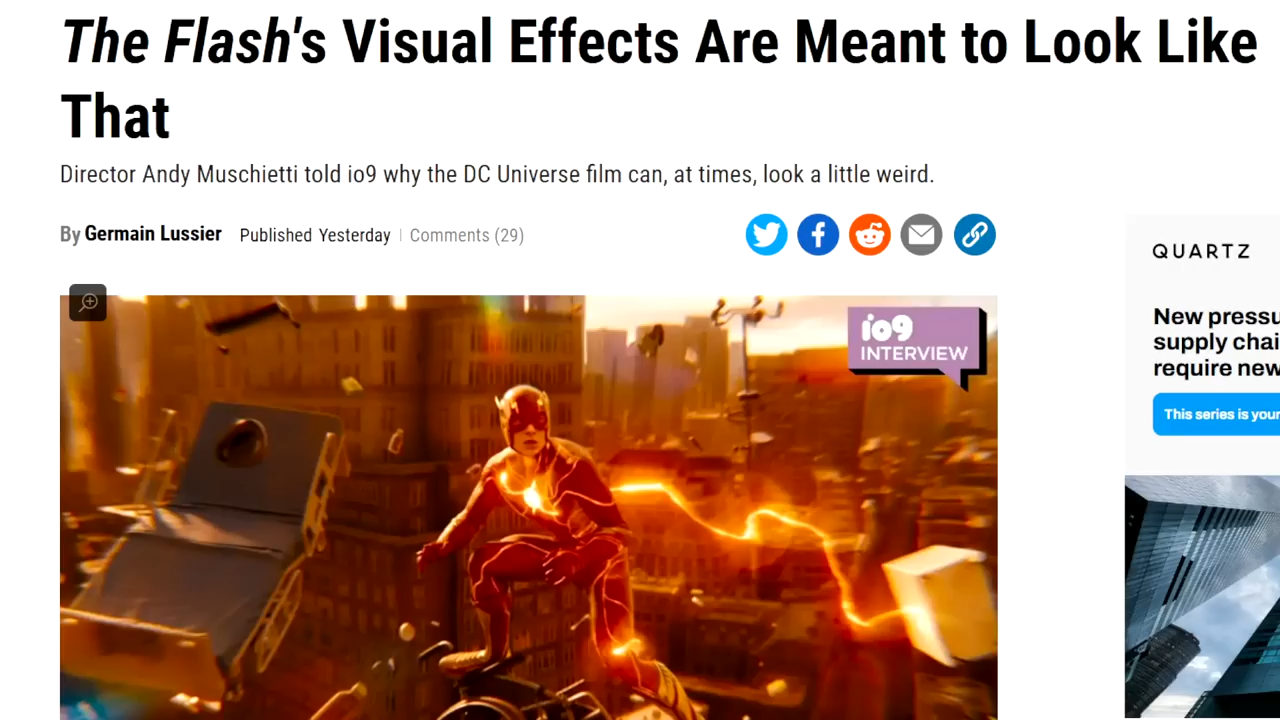 The Flash's Visual Effects Are Meant to Look Like
That
Director Andy Muschietti told io9 why the DC Universe film can, at times, look a little weird.
By Germain Lussier Published Yesterday | Comments (29)
io9
INTERVIEW
QUARTZ
New
supply
require new
This series is your